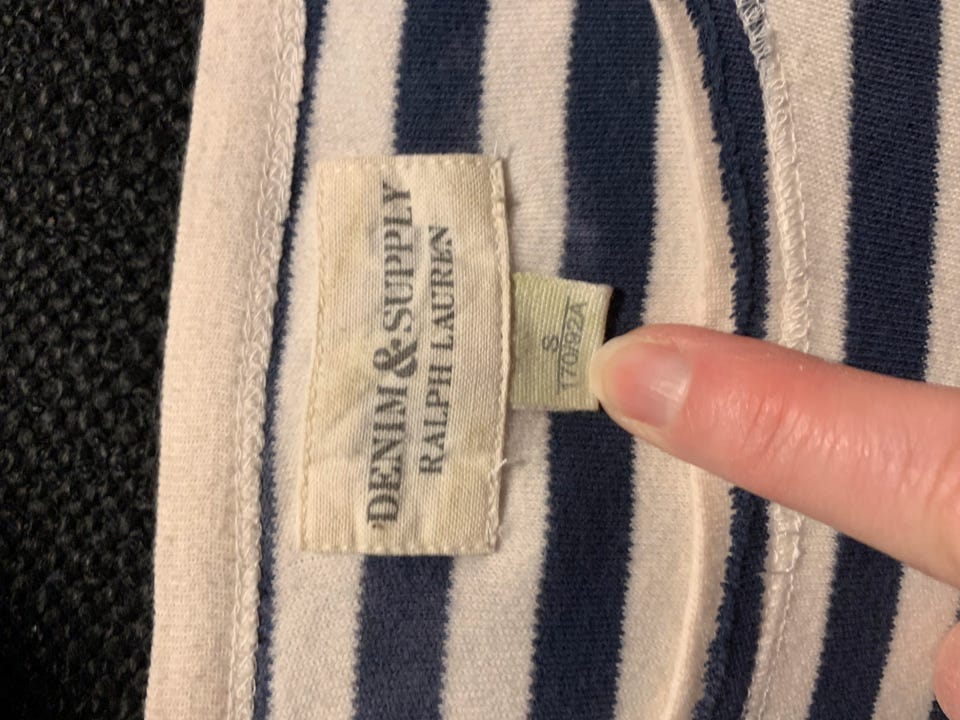 DENIM & SUPPLY
RALPH LAUREN
S
170/92A